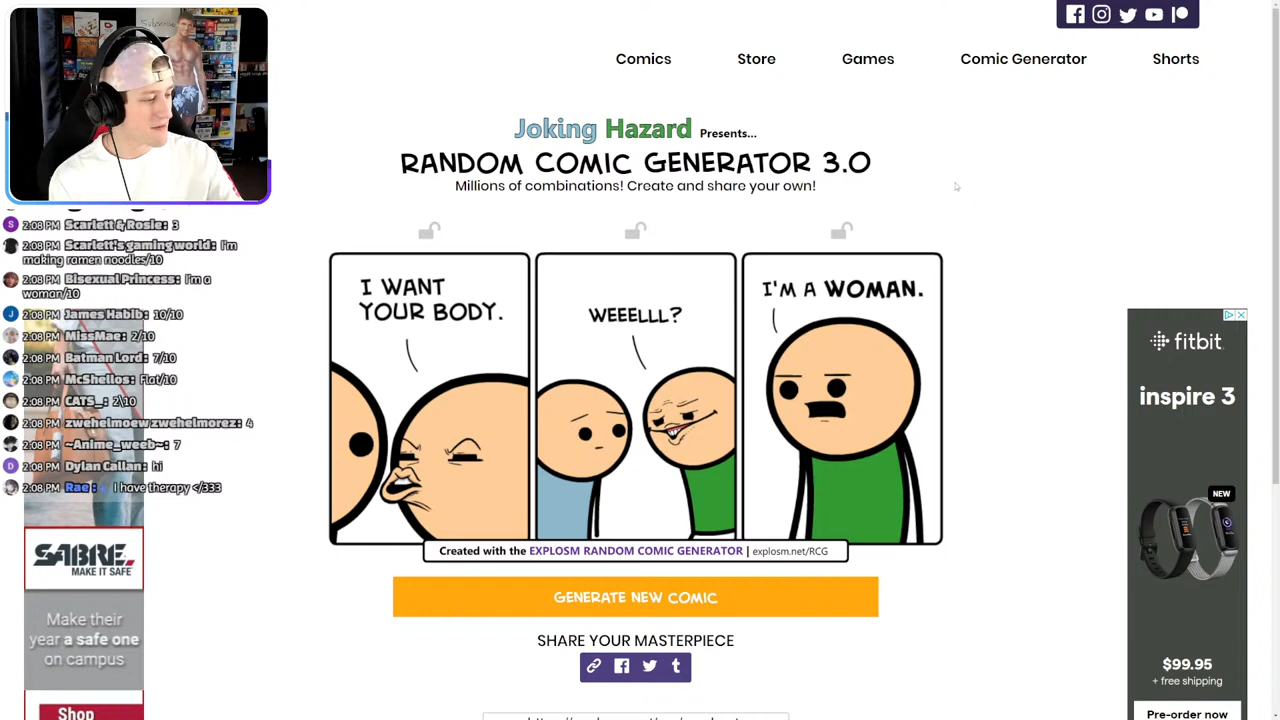 Subscribe
Comics
Store
Games
Comic Generator
Shorts
Joking Hazard Presents...
RANDOM COMIC GENERATOR 3.0
Millions of combinations! Create and share your own!
2:08 PM Scarlett & Rosie: 3
2:08 PM Scarlett's gaming world: I'm
making ramen noodles/10
2:08 PM Bisexual Princess: I'm a
woman/10
2:08 PM James Habib: 10/10
2:08 PM MissMae: 2/10
2:08 PM Batman Lord: 7/10
2:08 PM McShellos: Flat/10
2:08 PM CATS_: 2\10
2:08 PM zwehelmoew zwehelmorez: 4
2:08 PM ~Anime_weeb~: 7
2:08 PM Dylan Callan: hi
2:08 PM Rae: I have therapy </333
I WANT
YOUR BODY.
WEEELLL?
I'M A WOMAN.
Created with the EXPLOSM RANDOM COMIC GENERATOR | explosm.net/RCG
GENERATE NEW COMIC
SHARE YOUR MASTERPIECE
SABRE
MAKE IT SAFE
Make their
year a safe one
on campus
Shop
fitbit
inspire 3
NEW
$99.95
+ free shipping
Pre-order now